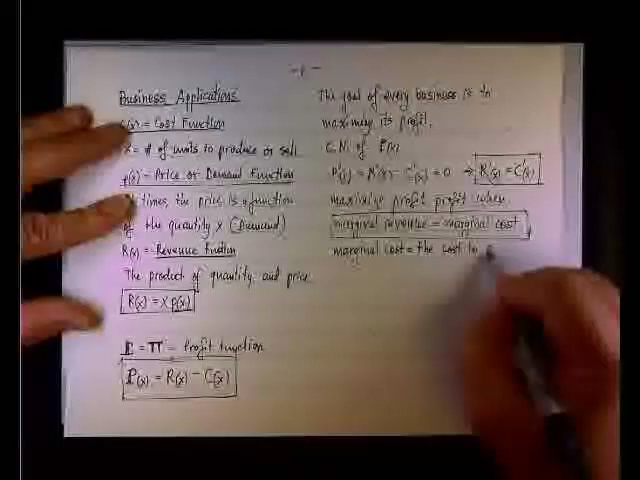 -1-
Business Applications
C(x) = Cost Function
x = # of units to produce or sell
p(x) = Price or Demand Function
times, the price is a function
of the quantity x (Demand)
R(x) = Revenue Function
The product of quantity and price
R(x) = x p(x)
P = π = Profit function
P(x) = R(x) - C(x)
The goal of every business is to
its profit.
C.N. of P(x)
P'(x) = R'(x) - C'(x) = 0 → R'(x) = C'(x)
maximize profit profit when
marginal revenue = marginal cost
marginal cost = the cost to